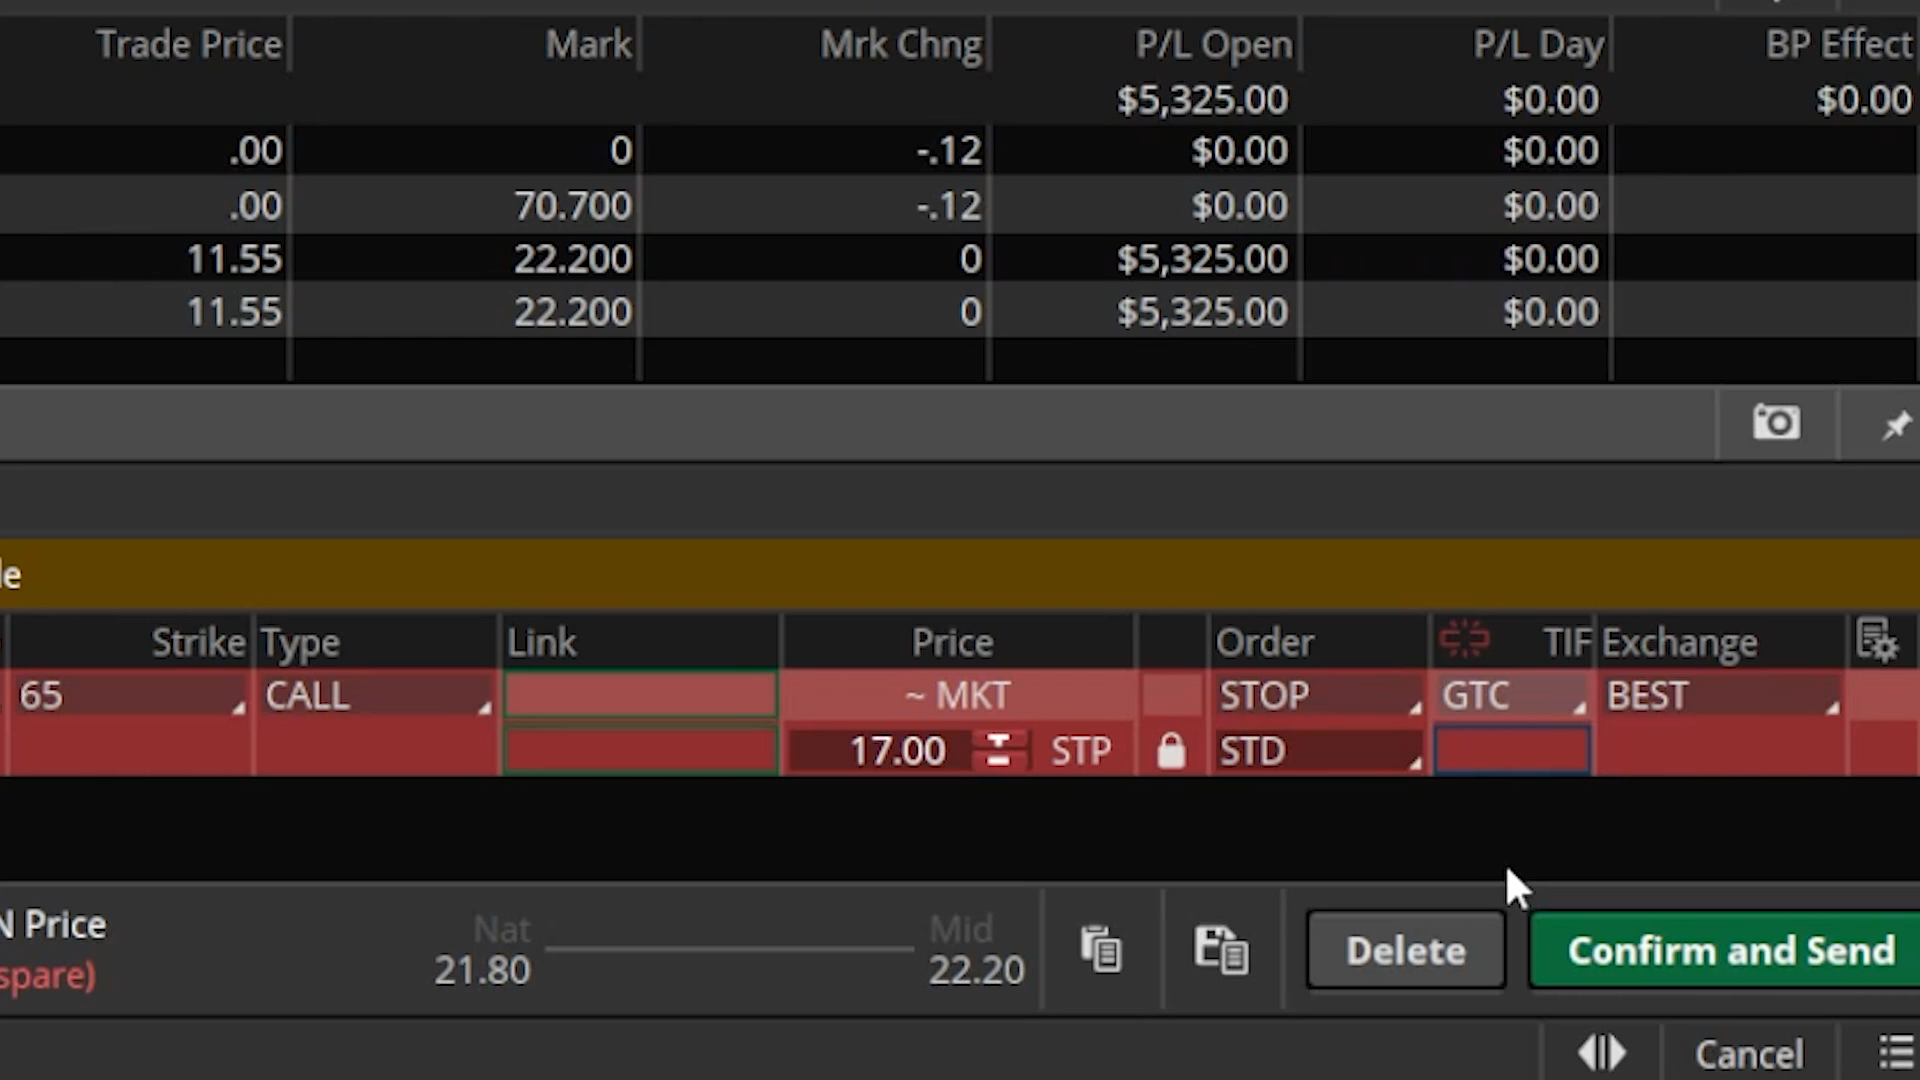 Trade Price Mark Mrk Chng P/L Open P/L Day BP Effect
$5,325.00 $0.00 $0.00
.00 0 -.12 $0.00 $0.00
.00 70.700 -.12 $0.00 $0.00
11.55 22.200 0 $5,325.00 $0.00
11.55 22.200 0 $5,325.00 $0.00
le
Strike Type Link Price Order TIF Exchange
65 CALL ~ MKT STOP GTC BEST
17.00 STP STD
N Price Nat Mid
spare) 21.80 22.20 Delete Confirm and Send
Cancel